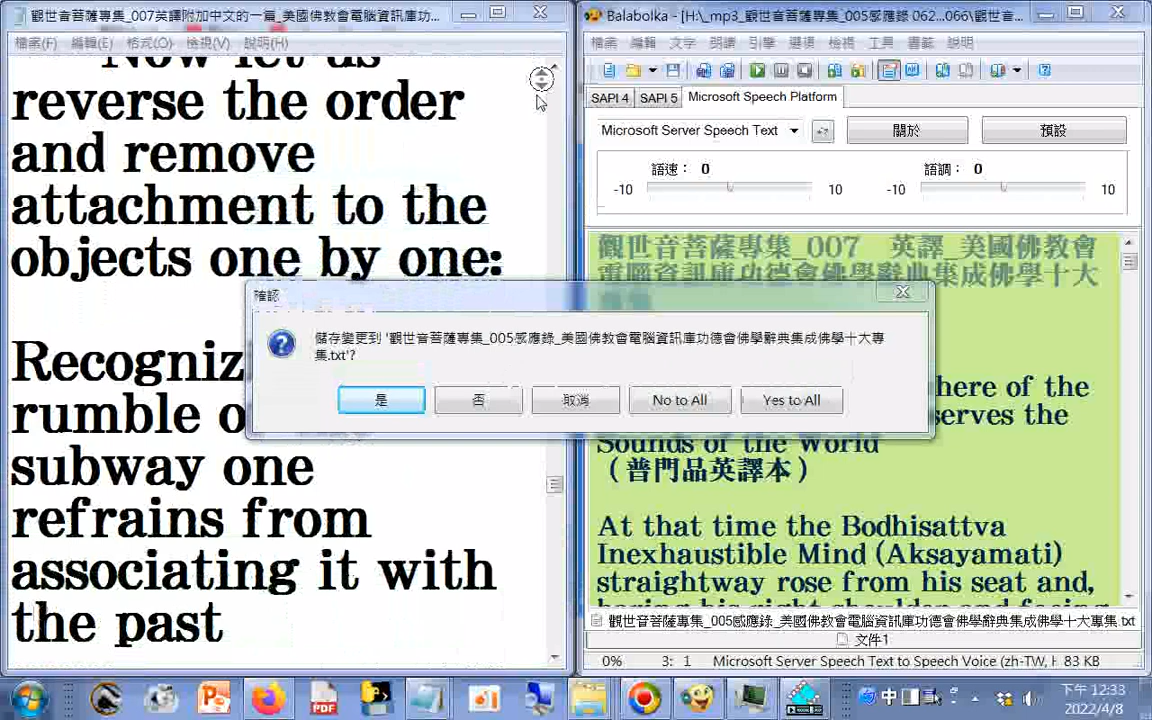 觀世音菩薩專集_007英譯附加中文的一章_美國佛教會電腦資訊庫功...
檔案(F) 編輯(E) 格式(O) 檢視(V) 說明(H)
Now let us
reverse the order
and remove
attachment to the
objects one by one:
Recogniz
rumble o
subway one
refrains from
associating it with
the past
Balabolka - [H:\_mp3_觀世音菩薩專集_005感應錄 062...066\觀世音...
檔案 編輯 文字 朗讀 引擎 選項 檢視 工具 書籤 說明
SAPI 4 SAPI 5 Microsoft Speech Platform
Microsoft Server Speech Text 關於 預設
語速： 0 語調： 0
-10 10 -10 10
觀世音菩薩專集_007 英譯_美國佛教會
電腦資訊庫功德會佛學辭典集成佛學十大
here of the
serves the
Sounds of the World
（普門品英譯本）
At that time the Bodhisattva
Inexhaustible Mind (Aksayamati)
straightway rose from his seat and,
baring his right shoulder and facing
觀世音菩薩專集_005感應錄_美國佛教會電腦資訊庫功德會佛學辭典集成佛學十大專集.txt
文件1
0% 3: 1 Microsoft Server Speech Text to Speech Voice (zh-TW, H 83 KB
確認
儲存變更到 '觀世音菩薩專集_005感應錄_美國佛教會電腦資訊庫功德會佛學辭典集成佛學十大專
集.txt'?
是 否 取消 No to All Yes to All
中
下午 12:33
2022/4/8